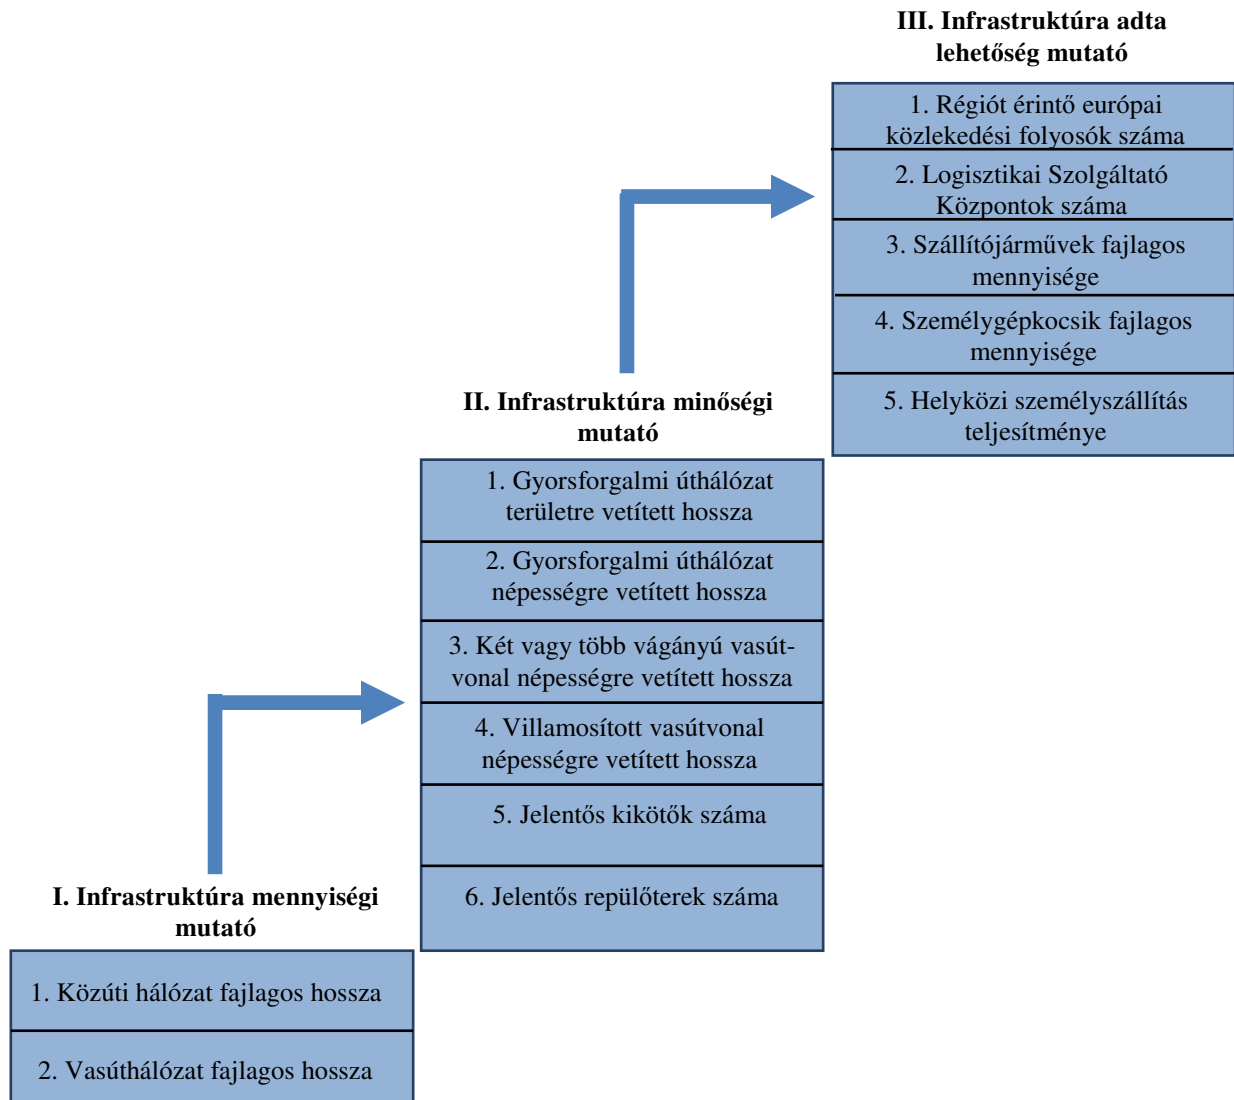 III. Infrastruktúra adta
lehetőség mutató
1. Régiót érintő európai
közlekedési folyosók száma
2. Logisztikai Szolgáltató
Központok száma
3. Szállítójárművek fajlagos
mennyisége
4. Személygépkocsik fajlagos
mennyisége
5. Helyközi személyszállítás
teljesítménye
II. Infrastruktúra minőségi
mutató
1. Gyorsforgalmi úthálózat
területre vetített hossza
2. Gyorsforgalmi úthálózat
népességre vetített hossza
3. Két vagy több vágányú vasút-
vonal népességre vetített hossza
4. Villamosított vasútvonal
népességre vetített hossza
5. Jelentős kikötők száma
6. Jelentős repülőterek száma
I. Infrastruktúra mennyiségi
mutató
1. Közúti hálózat fajlagos hossza
2. Vasúthálózat fajlagos hossza